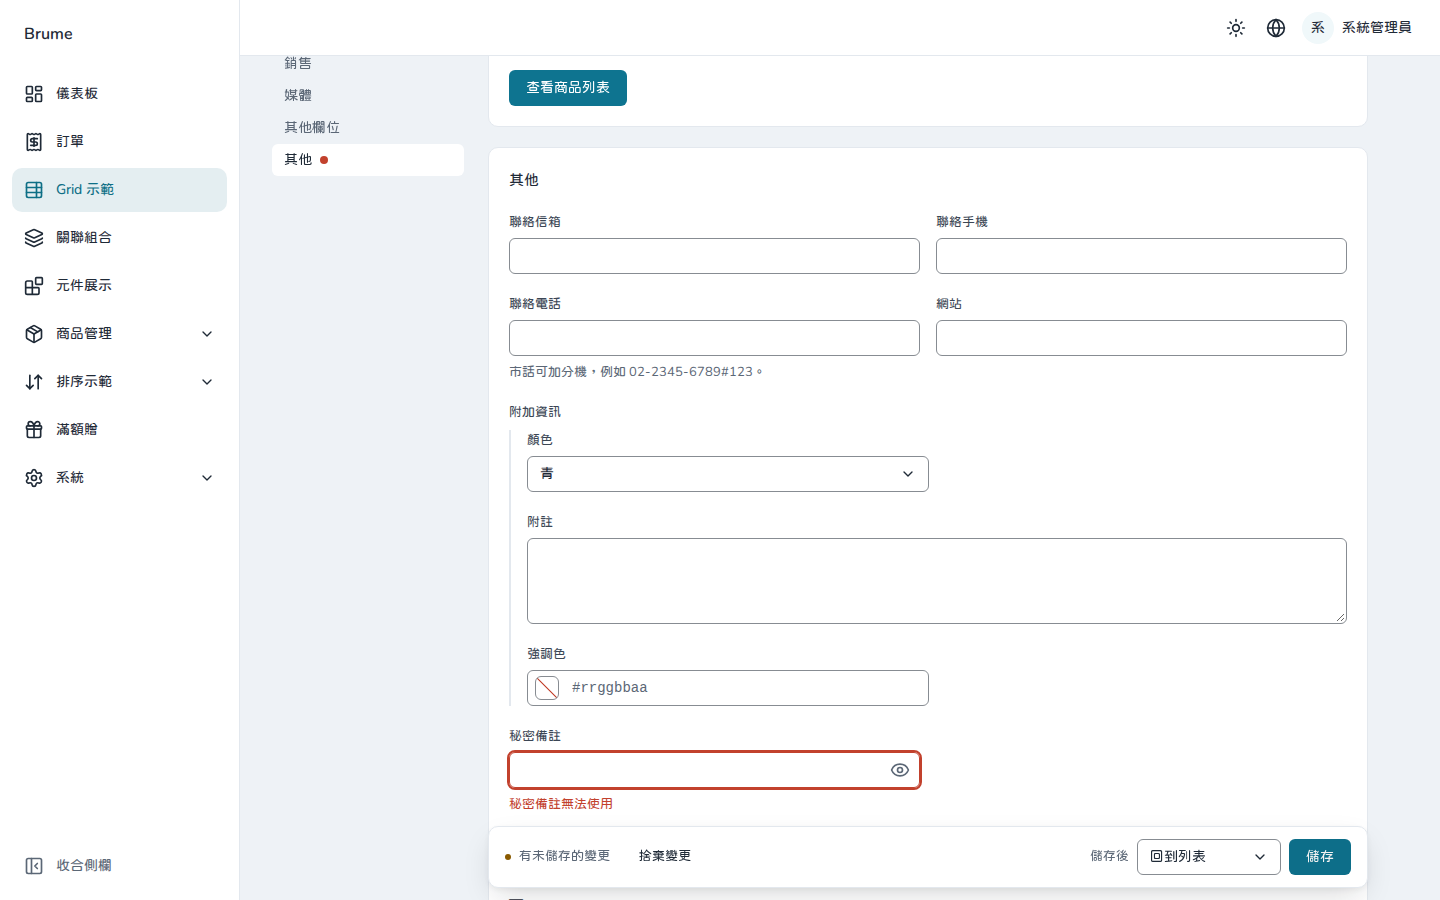 Brume
系 系統管理員
儀表板
訂單
Grid 示範
關聯組合
元件展示
商品管理
排序示範
滿額贈
系統
收合側欄
銷售
媒體
其他欄位
其他
查看商品列表
其他
聯絡信箱
聯絡手機
聯絡電話
網站
市話可加分機，例如 02-2345-6789#123。
附加資訊
顏色
青
附註
強調色
#rrggbbaa
秘密備註
秘密備註無法使用
有未儲存的變更
捨棄變更
儲存後
回到列表
儲存